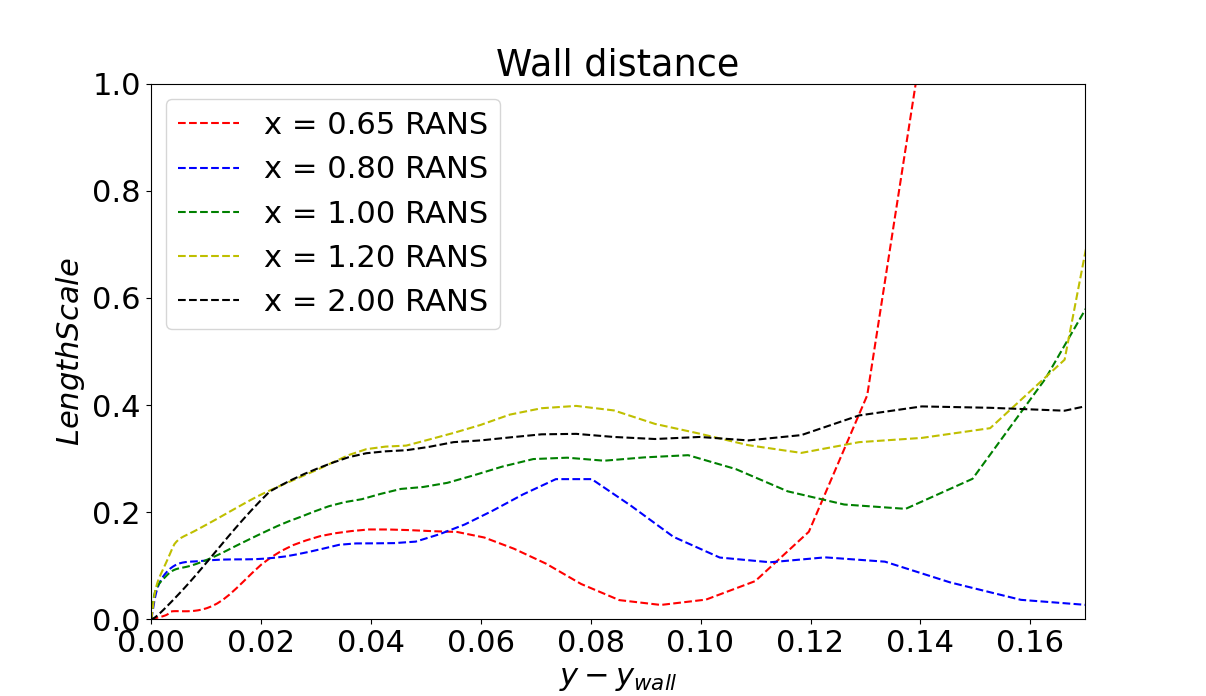 Wall distance
1.0
0.8
0.6
0.4
0.2
0.0
LengthScale
x = 0.65 RANS
x = 0.80 RANS
x = 1.00 RANS
x = 1.20 RANS
x = 2.00 RANS
0.00 0.02 0.04 0.06 0.08 0.10 0.12 0.14 0.16
y − y_wall